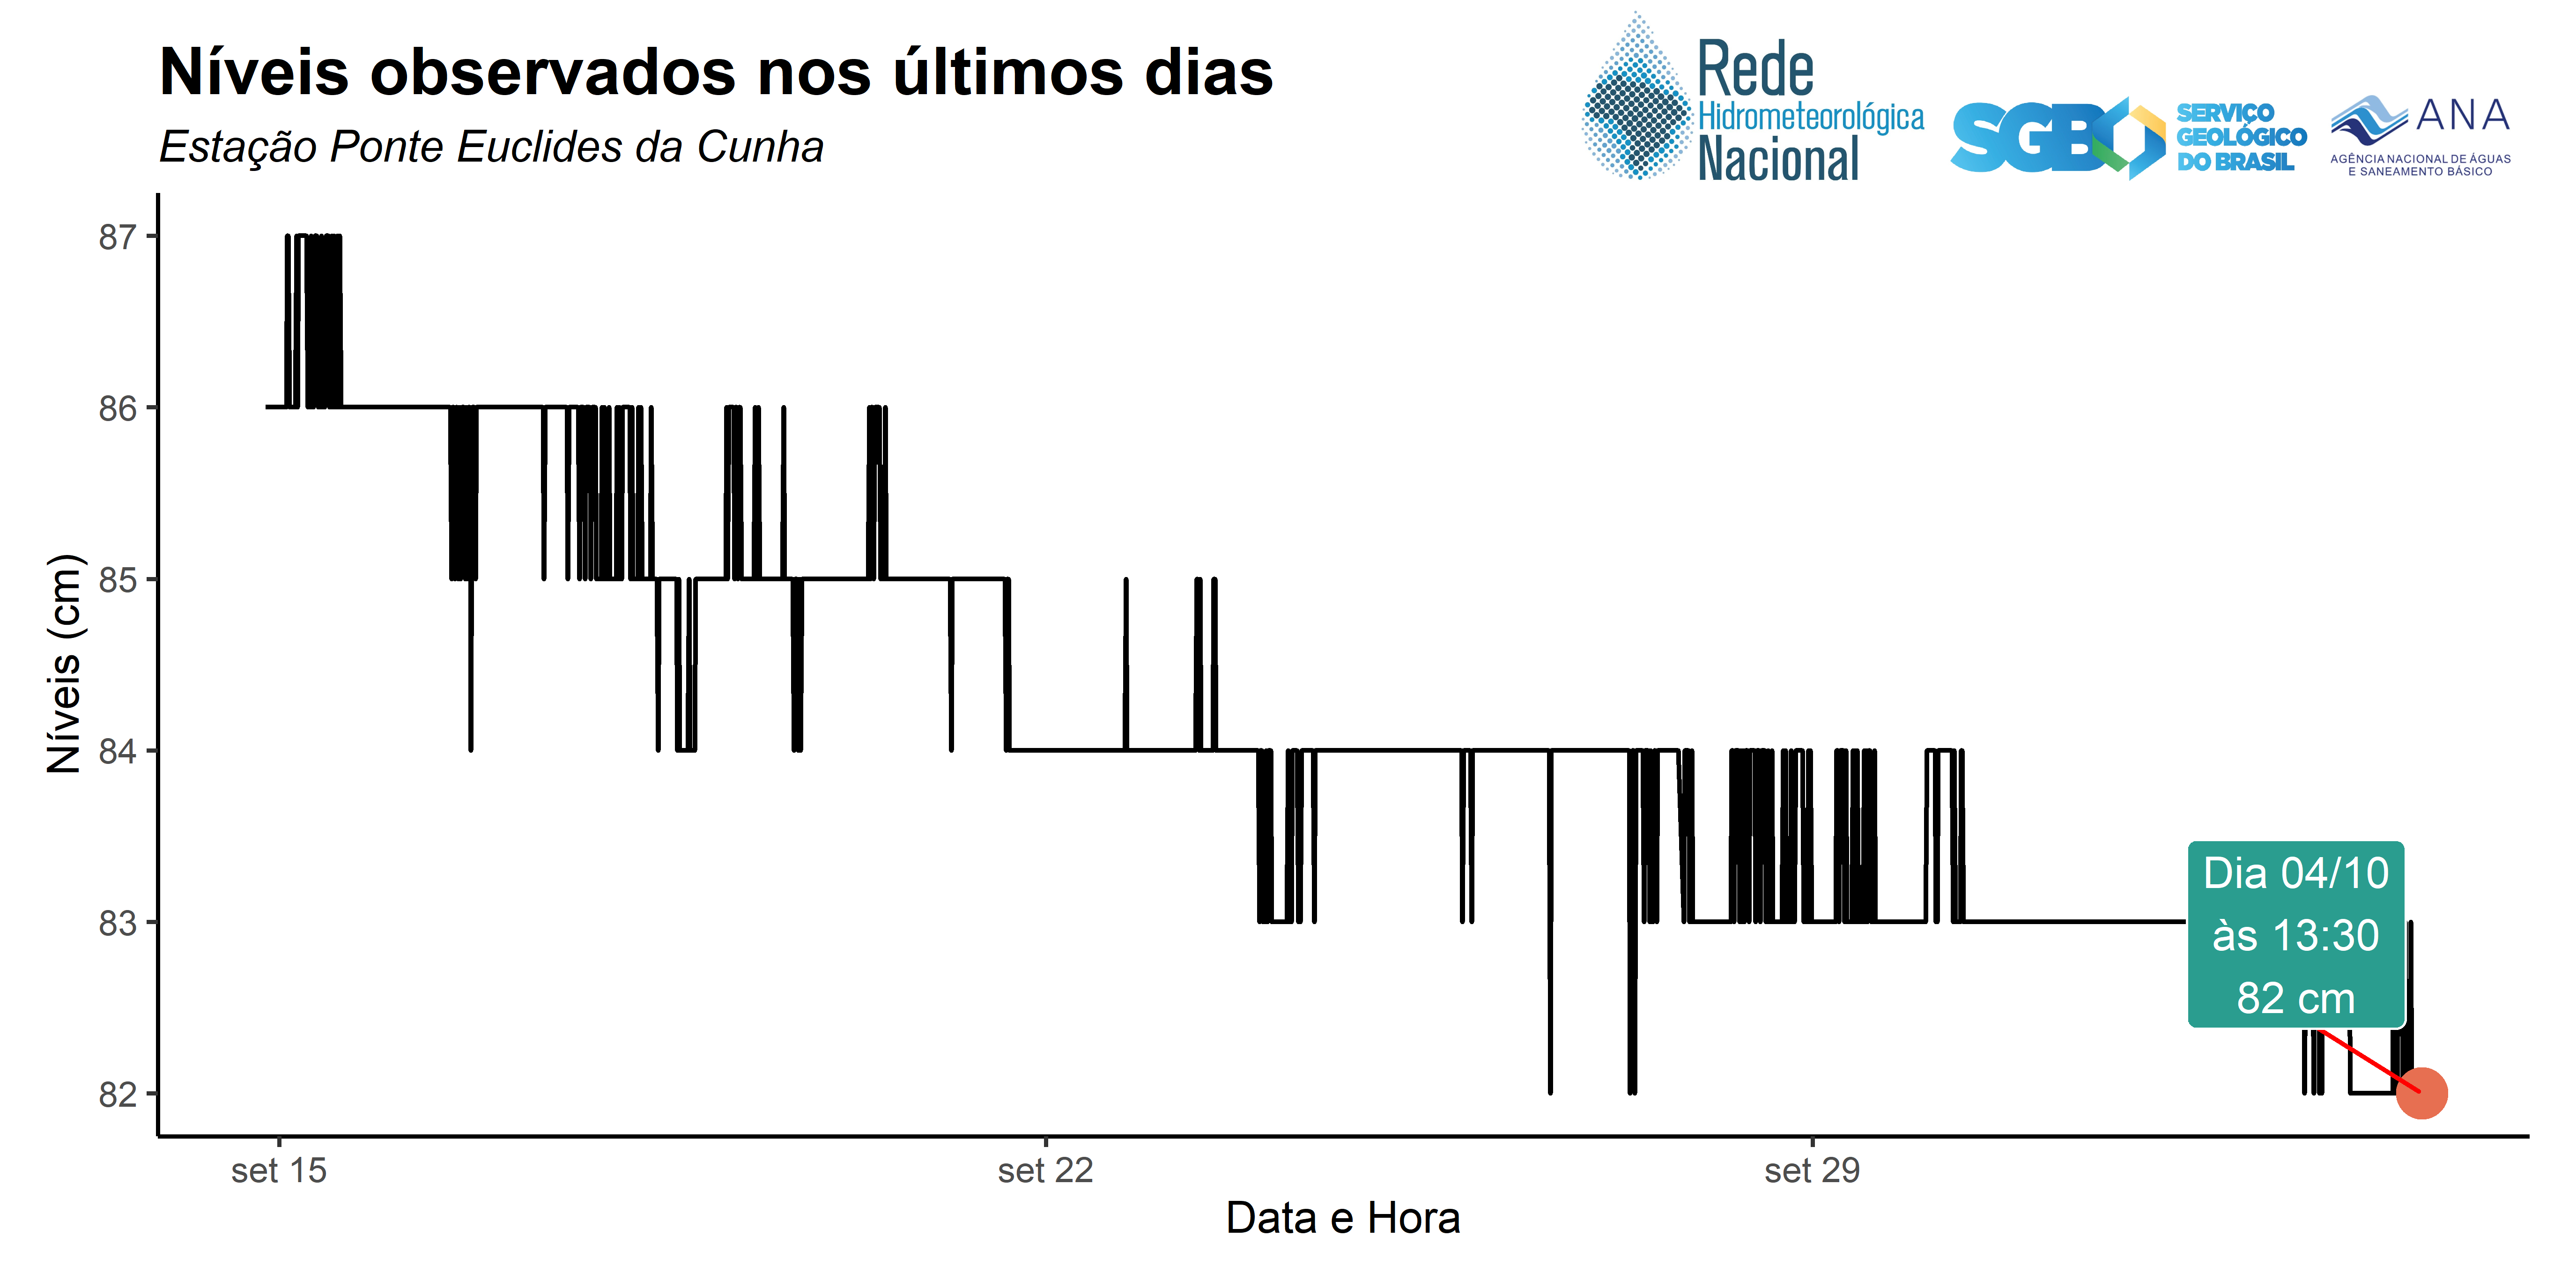 Níveis observados nos últimos dias
Estação Ponte Euclides da Cunha
Rede
Hidrometeorológica
Nacional
SGB
SERVIÇO
GEOLÓGICO
DO BRASIL
ANA
AGÊNCIA NACIONAL DE ÁGUAS
E SANEAMENTO BÁSICO
Níveis (cm)
87
86
85
84
83
82
Dia 04/10
às 13:30
82 cm
set 15
set 22
set 29
Data e Hora